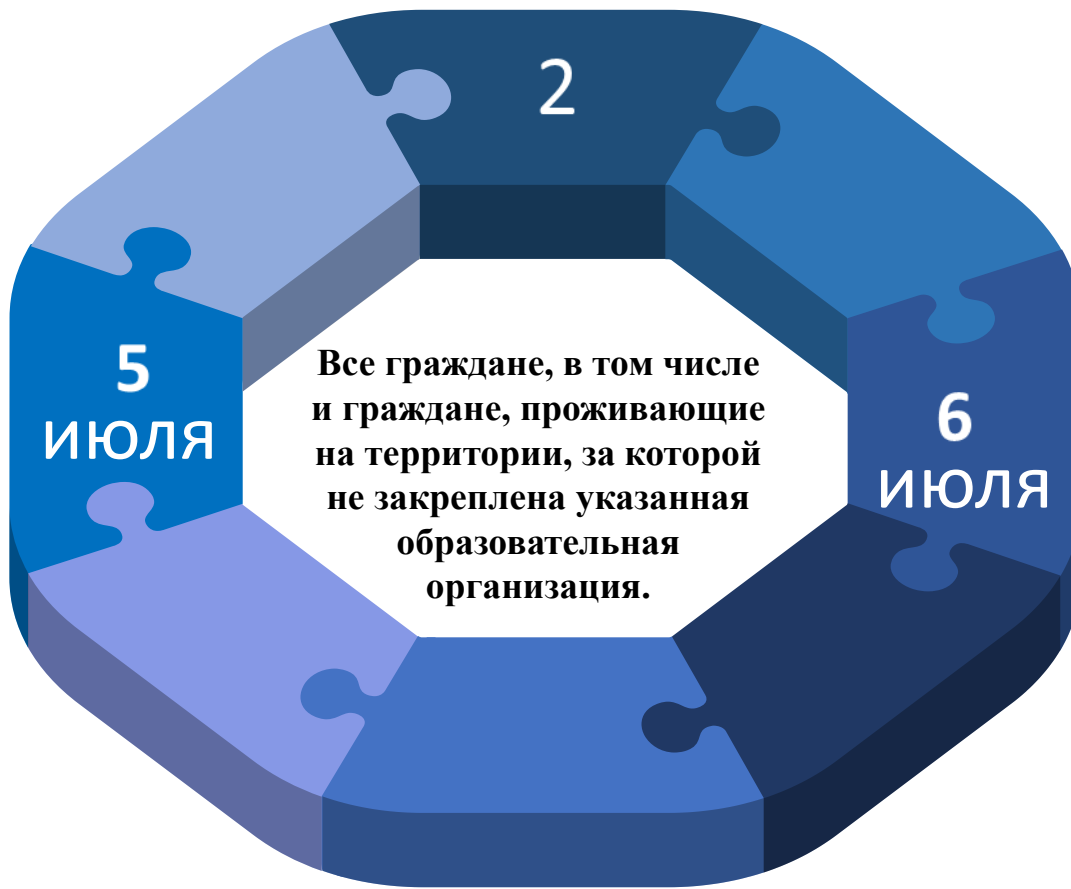 2
5
июля
Все граждане, в том числе
и граждане, проживающие
на территории, за которой
не закреплена указанная
образовательная
организация.
6
июля